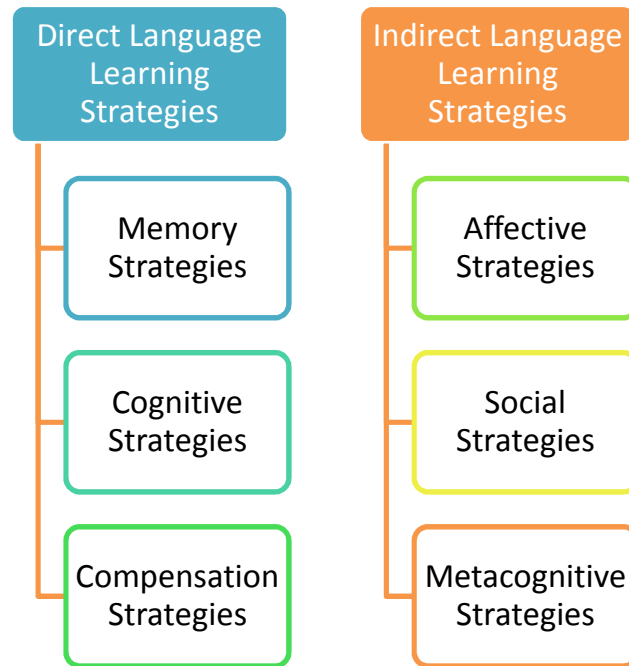 Direct Language
Learning
Strategies
Memory
Strategies
Cognitive
Strategies
Compensation
Strategies
Indirect Language
Learning
Strategies
Affective
Strategies
Social
Strategies
Metacognitive
Strategies